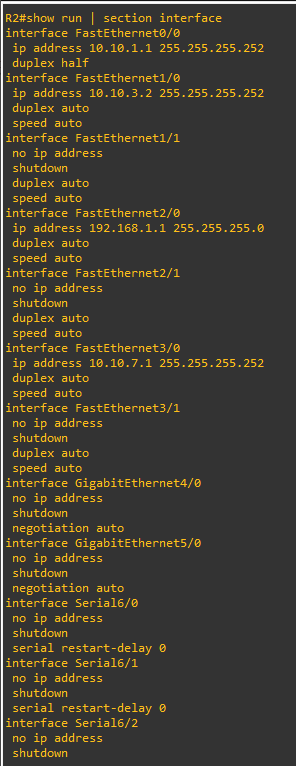 R2#show run | section interface
interface FastEthernet0/0
 ip address 10.10.1.1 255.255.255.252
 duplex half
interface FastEthernet1/0
 ip address 10.10.3.2 255.255.255.252
 duplex auto
 speed auto
interface FastEthernet1/1
 no ip address
 shutdown
 duplex auto
 speed auto
interface FastEthernet2/0
 ip address 192.168.1.1 255.255.255.0
 duplex auto
 speed auto
interface FastEthernet2/1
 no ip address
 shutdown
 duplex auto
 speed auto
interface FastEthernet3/0
 ip address 10.10.7.1 255.255.255.252
 duplex auto
 speed auto
interface FastEthernet3/1
 no ip address
 shutdown
 duplex auto
 speed auto
interface GigabitEthernet4/0
 no ip address
 shutdown
 negotiation auto
interface GigabitEthernet5/0
 no ip address
 shutdown
 negotiation auto
interface Serial6/0
 no ip address
 shutdown
 serial restart-delay 0
interface Serial6/1
 no ip address
 shutdown
 serial restart-delay 0
interface Serial6/2
 no ip address
 shutdown